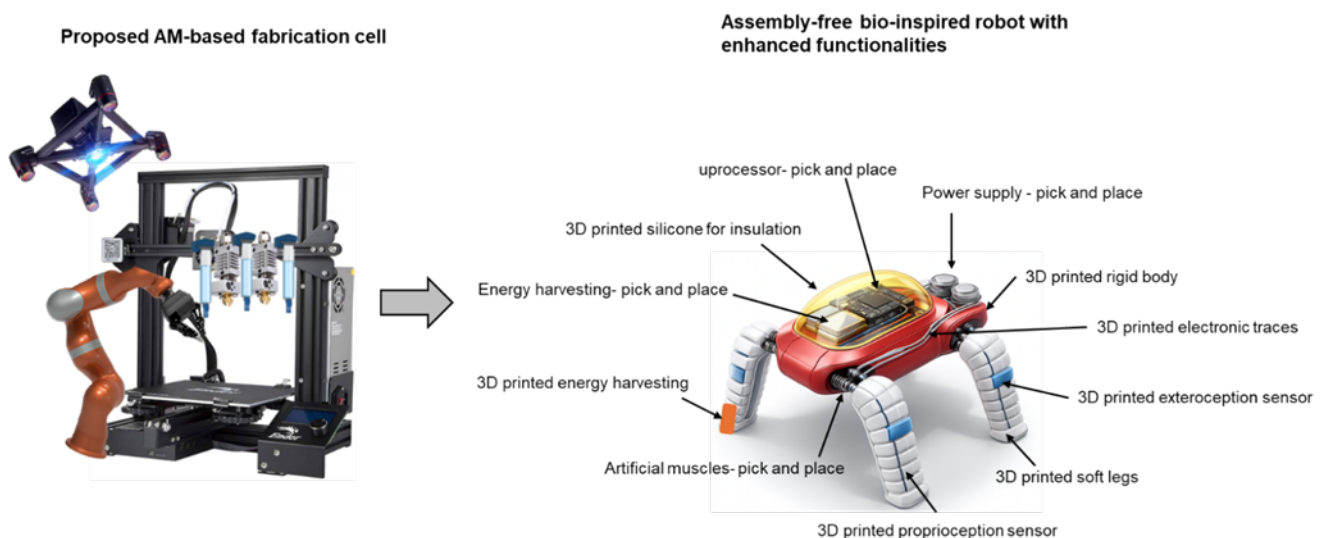 Proposed AM-based fabrication cell
Assembly-free bio-inspired robot with
enhanced functionalities
uprocessor- pick and place
Power supply - pick and place
3D printed silicone for insulation
3D printed rigid body
Energy harvesting- pick and place
3D printed electronic traces
3D printed energy harvesting
3D printed exteroception sensor
Artificial muscles- pick and place
3D printed soft legs
3D printed proprioception sensor